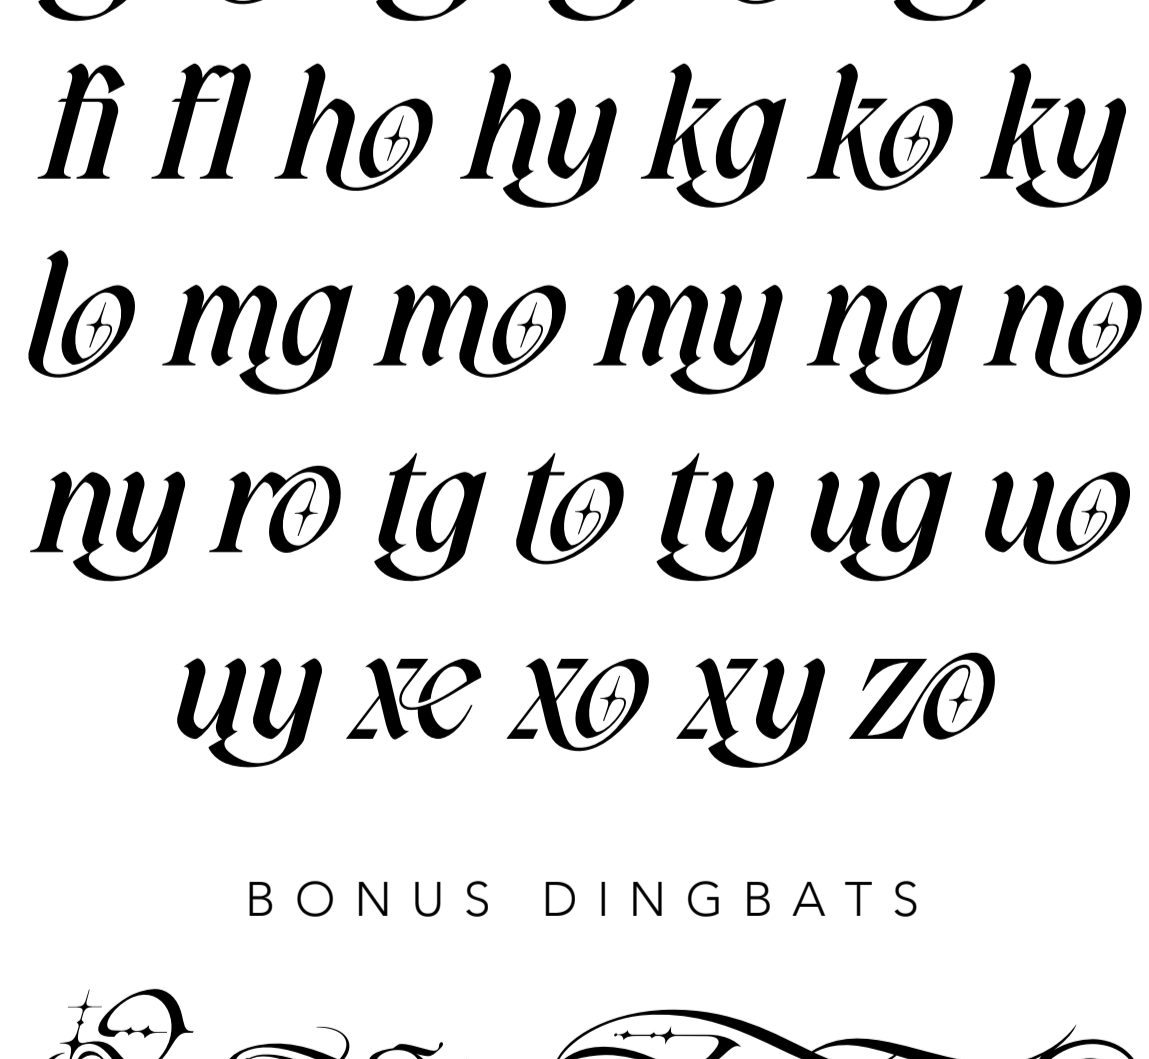 fi fl ho hy kg ko ky
lo mg mo my ng no
ny ro tg to ty ug uo
uy xe xo xy zo
BONUS DINGBATS